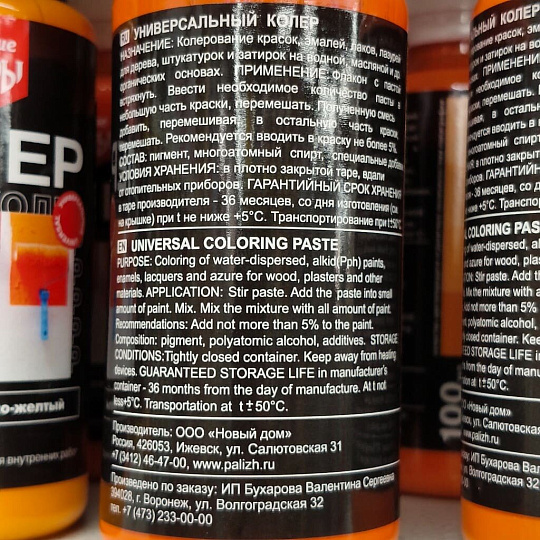 RU УНИВЕРСАЛЬНЫЙ КОЛЕР
НАЗНАЧЕНИЕ: Колерование красок, эмалей, лаков, лазурей
для дерева, штукатурок и затирок на водной, масляной и др.
органических основах. ПРИМЕНЕНИЕ: Флакон с пастой
встряхнуть. Ввести необходимое количество пасты в
небольшую часть краски, перемешать. Полученную смесь
добавить, перемешивая, в остальную часть краски,
перемешать. Рекомендуется вводить в краску не более 5%.
СОСТАВ: пигмент, многоатомный спирт, специальные добавки
УСЛОВИЯ ХРАНЕНИЯ: в плотно закрытой таре, вдали
от отопительных приборов. ГАРАНТИЙНЫЙ СРОК ХРАНЕНИЯ
в таре производителя - 36 месяцев, со дня изготовления (см.
на крышке) при t не ниже +5°С. Транспортирование при t±50°С.
EN UNIVERSAL COLORING PASTE
PURPOSE: Coloring of water-dispersed, alkid(Pph) paints,
enamels, lacquers and azure for wood, plasters and other
materials. APPLICATION: Stir paste. Add the paste into small
amount of paint. Mix. Mix the mixture with all amount of paint.
Recommendations: Add not more than 5% to the paint.
Composition: pigment, polyatomic alcohol, additives. STORAGE
CONDITIONS:Tightly closed container. Keep away from heating
devices. GUARANTEED STORAGE LIFE in manufacturer's
container - 36 months from the day of manufacture. At t not
less+5°C. Transportation at t±50°C.
Производитель: ООО «Новый дом»
Россия, 426053, Ижевск, ул. Салютовская 31
+7 (3412) 46-47-00, www.palizh.ru
Произведено по заказу: ИП Бухарова Валентина Сергеевна
394028, г. Воронеж, ул. Волгоградская 32
тел. +7 (473) 233-00-00
ЕР
о-желтый
внутренних работ
100